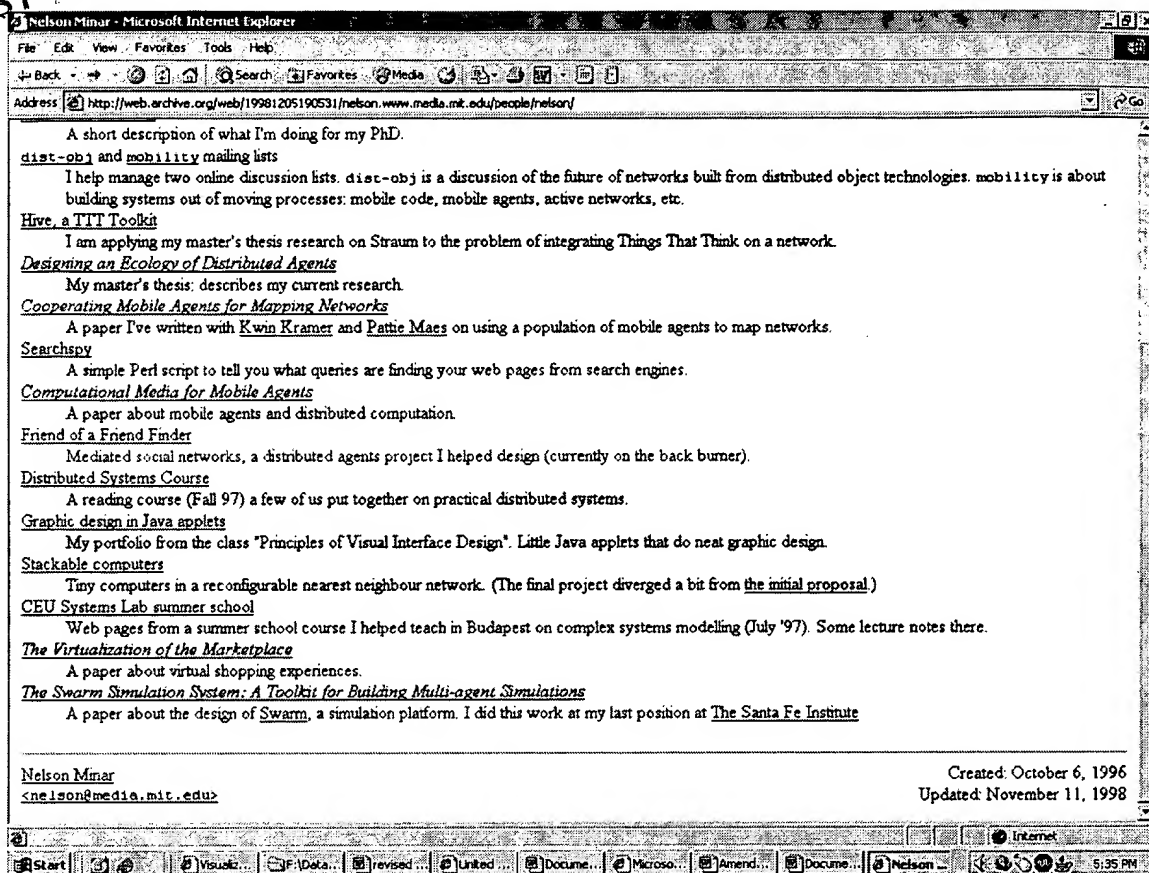 Nelson Minar - Microsoft Internet Explorer
File Edit View Favorites Tools Help
Back Search Favorites Media
Address http://web.archive.org/web/19981205190531/nelson.www.media.mit.edu/people/nelson/ Go
A short description of what I'm doing for my PhD.
dist-obj and mobility mailing lists
I help manage two online discussion lists. dist-obj is a discussion of the future of networks built from distributed object technologies. mobility is about
building systems out of moving processes: mobile code, mobile agents, active networks, etc.
Hive, a TTT Toolkit
I am applying my master's thesis research on Straum to the problem of integrating Things That Think on a network.
Designing an Ecology of Distributed Agents
My master's thesis: describes my current research.
Cooperating Mobile Agents for Mapping Networks
A paper I've written with Kwin Kramer and Pattie Maes on using a population of mobile agents to map networks.
Searchspy
A simple Perl script to tell you what queries are finding your web pages from search engines.
Computational Media for Mobile Agents
A paper about mobile agents and distributed computation.
Friend of a Friend Finder
Mediated social networks, a distributed agents project I helped design (currently on the back burner).
Distributed Systems Course
A reading course (Fall 97) a few of us put together on practical distributed systems.
Graphic design in Java applets
My portfolio from the class "Principles of Visual Interface Design". Little Java applets that do neat graphic design.
Stackable computers
Tiny computers in a reconfigurable nearest neighbour network. (The final project diverged a bit from the initial proposal.)
CEU Systems Lab summer school
Web pages from a summer school course I helped teach in Budapest on complex systems modelling (July '97). Some lecture notes there.
The Virtualization of the Marketplace
A paper about virtual shopping experiences.
The Swarm Simulation System: A Toolkit for Building Multi-agent Simulations
A paper about the design of Swarm, a simulation platform. I did this work at my last position at The Santa Fe Institute
Nelson Minar Created: October 6, 1996
<nelson@media.mit.edu> Updated: November 11, 1998
Internet
Start Visualiz... F:\Data... revised ... United ... Docume... Microso... Amend... Docume... Nelson ... 5:35 PM